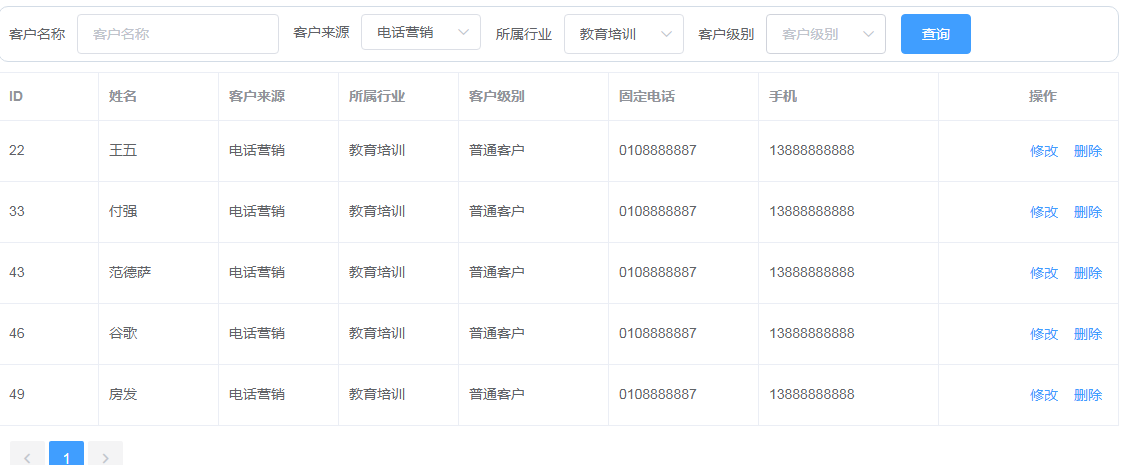 客户名称 客户名称 客户来源 电话营销 所属行业 教育培训 客户级别 客户级别 查询
ID 姓名 客户来源 所属行业 客户级别 固定电话 手机 操作
22 王五 电话营销 教育培训 普通客户 0108888887 13888888888 修改 删除
33 付强 电话营销 教育培训 普通客户 0108888887 13888888888 修改 删除
43 范德萨 电话营销 教育培训 普通客户 0108888887 13888888888 修改 删除
46 谷歌 电话营销 教育培训 普通客户 0108888887 13888888888 修改 删除
49 房发 电话营销 教育培训 普通客户 0108888887 13888888888 修改 删除
1